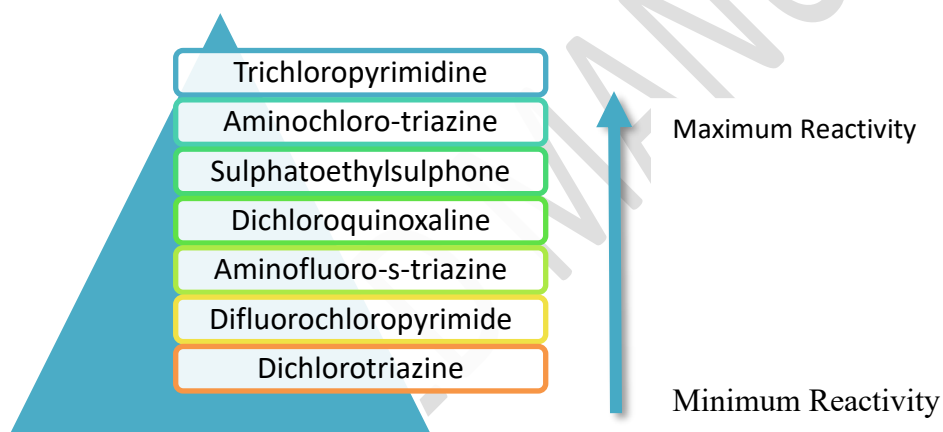 Trichloropyrimidine
Maximum Reactivity
Aminochloro-triazine
Sulphatoethylsulphone
Dichloroquinoxaline
Aminofluoro-s-triazine
Difluorochloropyrimide
Dichlorotriazine
Minimum Reactivity